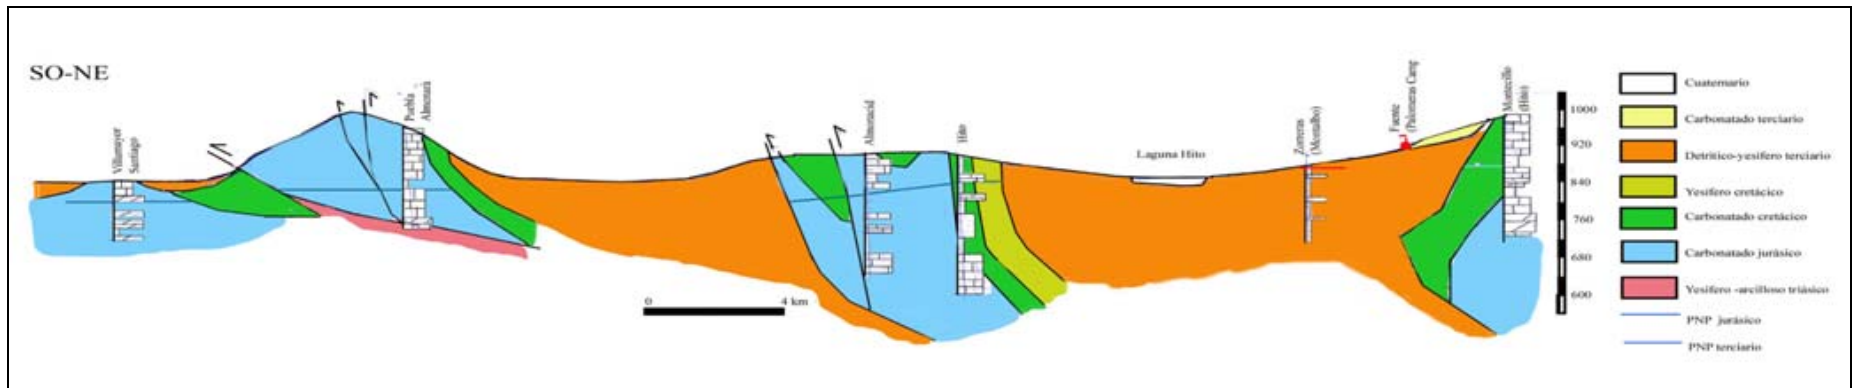 SO-NE
Villamayor
Santiago
Puebla
Almenara
Almonacid
Hito
Laguna Hito
Zorreras
(Montalbo)
Fuente
(Palomeras Camp
Montecillo
(Hito)
1000
920
840
760
680
600
0 4 km
Cuaternario
Carbonatado terciario
Detrítico-yesífero terciario
Yesífero cretácico
Carbonatado cretácico
Carbonatado jurásico
Yesífero -arcilloso triásico
PNP jurásico
PNP terciario